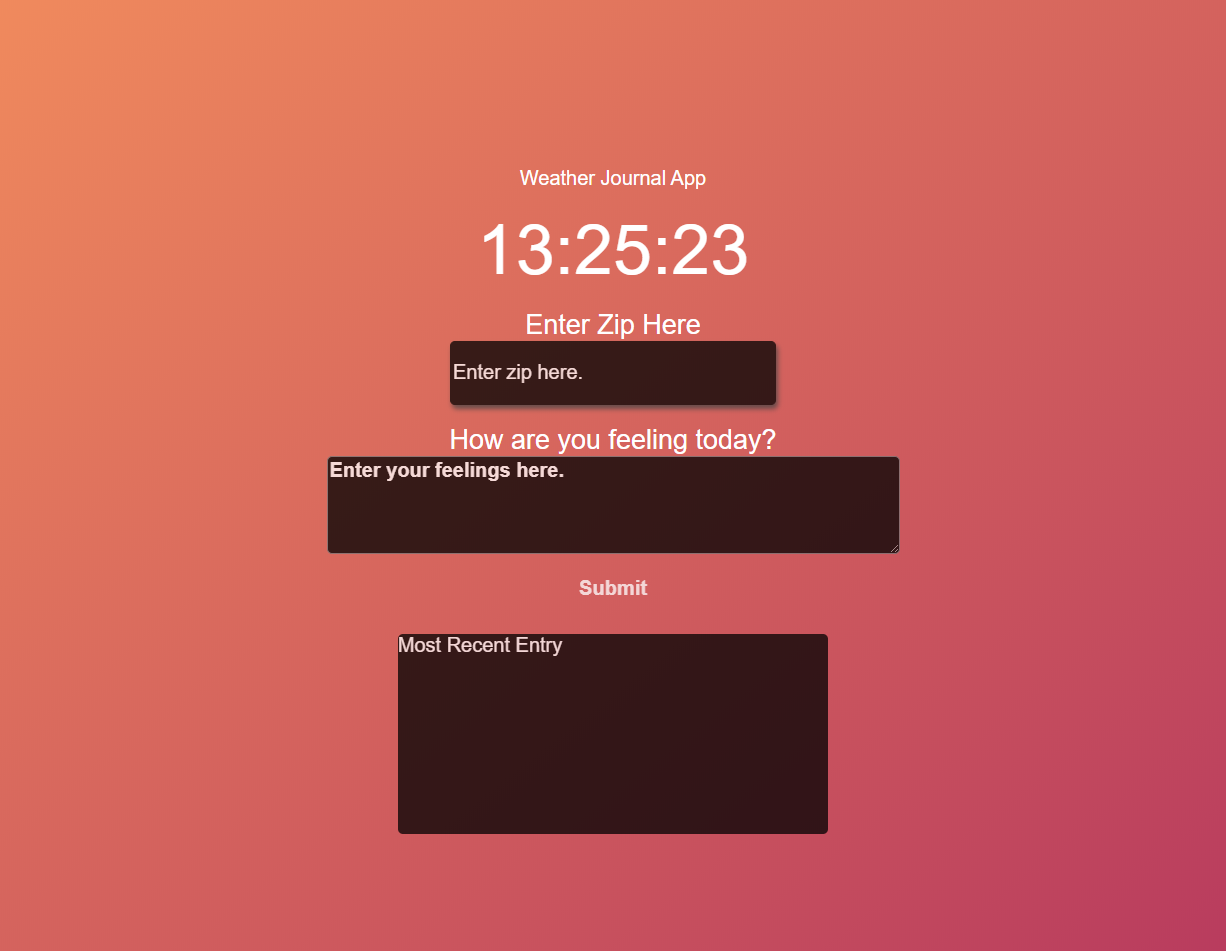 Weather Journal App
13:25:23
Enter Zip Here
Enter zip here.
How are you feeling today?
Enter your feelings here.
Submit
Most Recent Entry